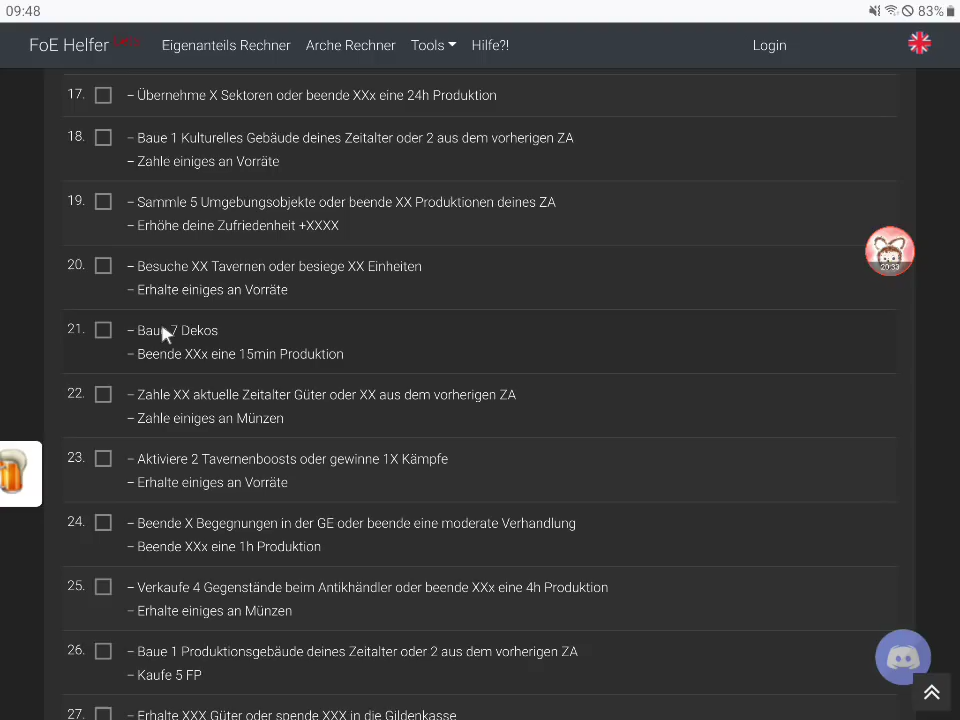 09:48
83%
FoE Helfer
Eigenanteils Rechner
Arche Rechner
Tools
Hilfe?!
Login
17.
– Übernehme X Sektoren oder beende XXx eine 24h Produktion
18.
– Baue 1 Kulturelles Gebäude deines Zeitalter oder 2 aus dem vorherigen ZA
– Zahle einiges an Vorräte
19.
– Sammle 5 Umgebungsobjekte oder beende XX Produktionen deines ZA
– Erhöhe deine Zufriedenheit +XXXX
20.
– Besuche XX Tavernen oder besiege XX Einheiten
– Erhalte einiges an Vorräte
20:33
21.
– Baue 7 Dekos
– Beende XXx eine 15min Produktion
22.
– Zahle XX aktuelle Zeitalter Güter oder XX aus dem vorherigen ZA
– Zahle einiges an Münzen
23.
– Aktiviere 2 Tavernenboosts oder gewinne 1X Kämpfe
– Erhalte einiges an Vorräte
24.
– Beende X Begegnungen in der GE oder beende eine moderate Verhandlung
– Beende XXx eine 1h Produktion
25.
– Verkaufe 4 Gegenstände beim Antikhändler oder beende XXx eine 4h Produktion
– Erhalte einiges an Münzen
26.
– Baue 1 Produktionsgebäude deines Zeitalter oder 2 aus dem vorherigen ZA
– Kaufe 5 FP
27.
– Erhalte XXX Güter oder spende XXX in die Gildenkasse